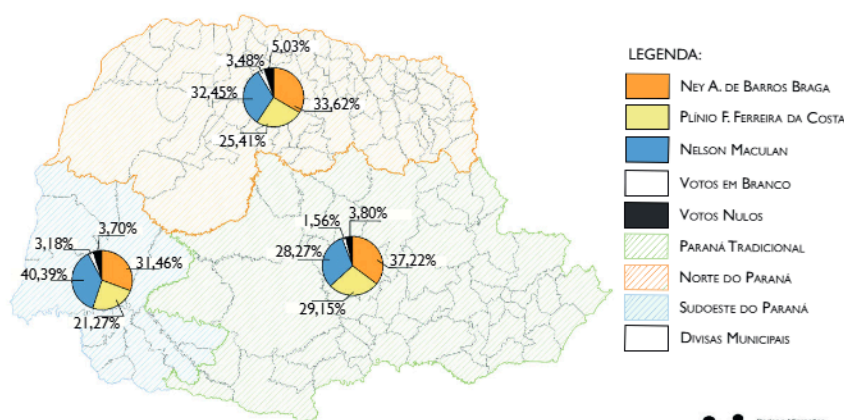 5,03%
3,48%
32,45%
33,62%
25,41%
3,70%
3,18%
31,46%
40,39%
21,27%
3,80%
1,56%
28,27%
37,22%
29,15%
LEGENDA:
NEY A. DE BARROS BRAGA
PLÍNIO F. FERREIRA DA COSTA
NELSON MACULAN
VOTOS EM BRANCO
VOTOS NULOS
PARANÁ TRADICIONAL
NORTE DO PARANÁ
SUDOESTE DO PARANÁ
DIVISAS MUNICIPAIS